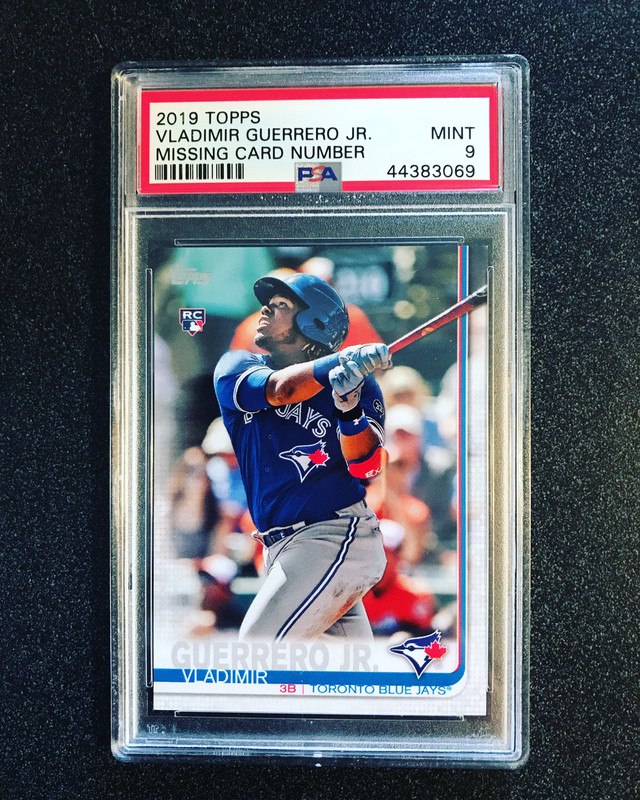 2019 TOPPS
VLADIMIR GUERRERO JR. MINT
MISSING CARD NUMBER 9
PSA 44383069
Topps
RC
JAYS
GUERRERO JR.
VLADIMIR
3B | TORONTO BLUE JAYS®